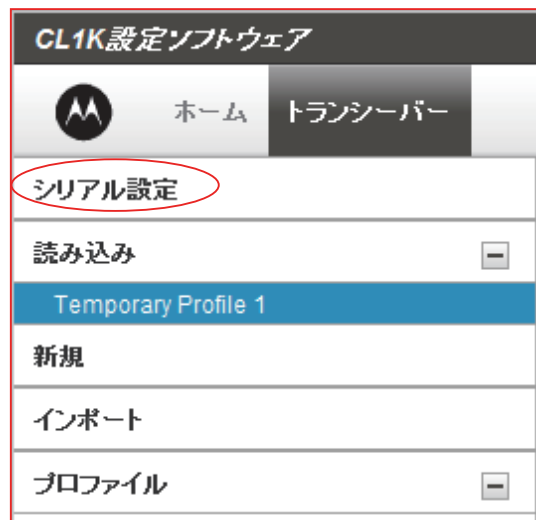 CL1K設定ソフトウェア
ホーム トランシーバー
シリアル設定
読み込み
Temporary Profile 1
新規
インポート
プロファイル